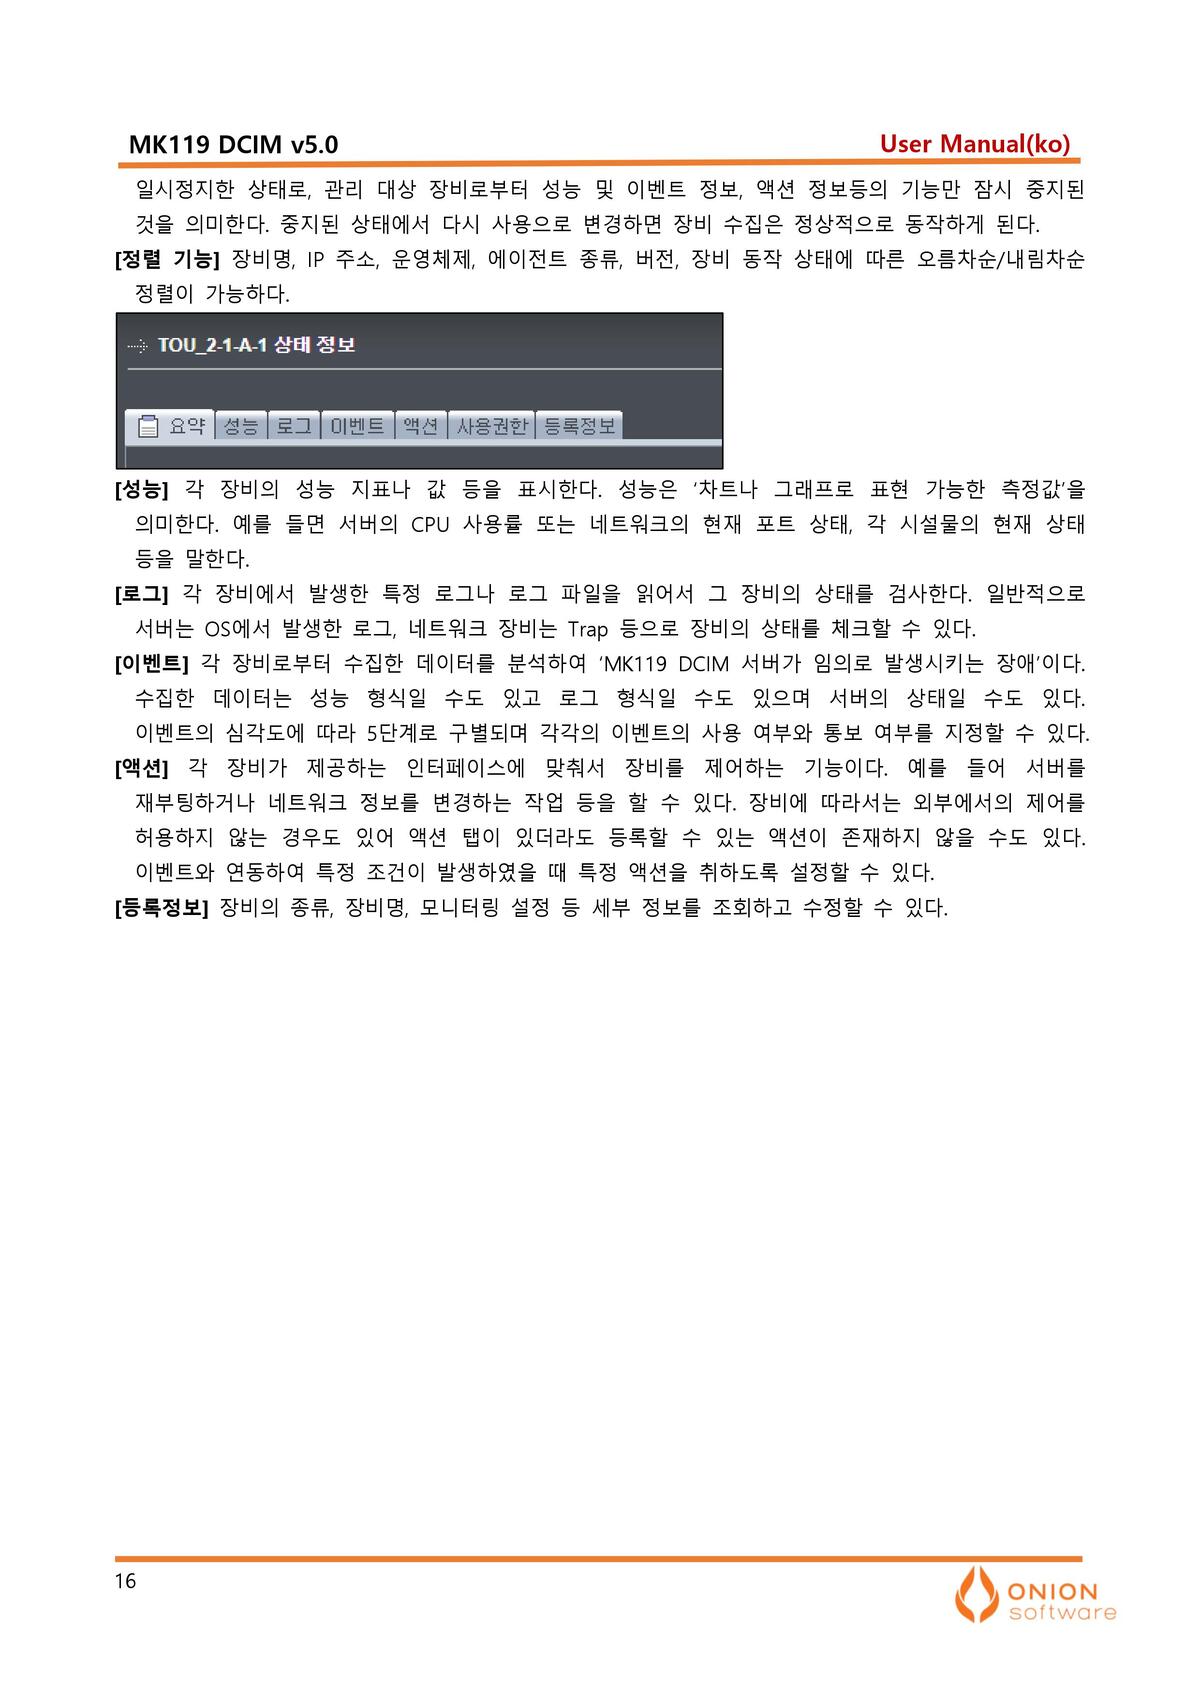 MK119 DCIM v5.0
User Manual(ko)
일시정지한 상태로, 관리 대상 장비로부터 성능 및 이벤트 정보, 액션 정보등의 기능만 잠시 중지된
것을 의미한다. 중지된 상태에서 다시 사용으로 변경하면 장비 수집은 정상적으로 동작하게 된다.
[정렬 기능] 장비명, IP 주소, 운영체제, 에이전트 종류, 버전, 장비 동작 상태에 따른 오름차순/내림차순
정렬이 가능하다.
TOU_2-1-A-1 상태 정보
요약 성능 로그 이벤트 액션 사용권한 등록정보
[성능] 각 장비의 성능 지표나 값 등을 표시한다. 성능은 ‘차트나 그래프로 표현 가능한 측정값’을
의미한다. 예를 들면 서버의 CPU 사용률 또는 네트워크의 현재 포트 상태, 각 시설물의 현재 상태
등을 말한다.
[로그] 각 장비에서 발생한 특정 로그나 로그 파일을 읽어서 그 장비의 상태를 검사한다. 일반적으로
서버는 OS에서 발생한 로그, 네트워크 장비는 Trap 등으로 장비의 상태를 체크할 수 있다.
[이벤트] 각 장비로부터 수집한 데이터를 분석하여 ‘MK119 DCIM 서버가 임의로 발생시키는 장애’이다.
수집한 데이터는 성능 형식일 수도 있고 로그 형식일 수도 있으며 서버의 상태일 수도 있다.
이벤트의 심각도에 따라 5단계로 구별되며 각각의 이벤트의 사용 여부와 통보 여부를 지정할 수 있다.
[액션] 각 장비가 제공하는 인터페이스에 맞춰서 장비를 제어하는 기능이다. 예를 들어 서버를
재부팅하거나 네트워크 정보를 변경하는 작업 등을 할 수 있다. 장비에 따라서는 외부에서의 제어를
허용하지 않는 경우도 있어 액션 탭이 있더라도 등록할 수 있는 액션이 존재하지 않을 수도 있다.
이벤트와 연동하여 특정 조건이 발생하였을 때 특정 액션을 취하도록 설정할 수 있다.
[등록정보] 장비의 종류, 장비명, 모니터링 설정 등 세부 정보를 조회하고 수정할 수 있다.
16
ONION
software